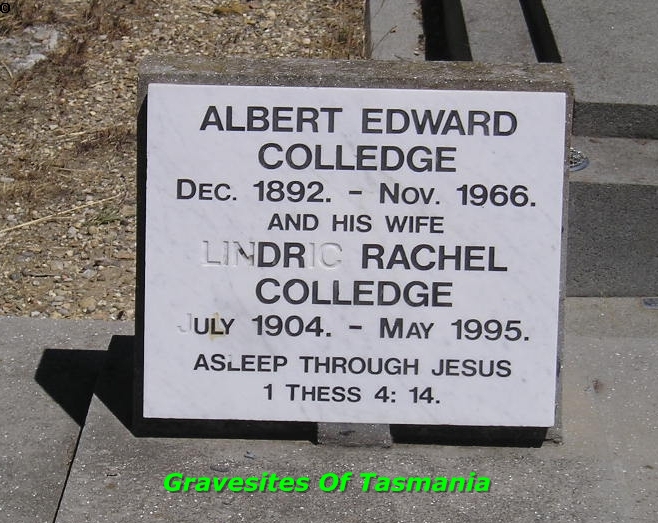 ALBERT EDWARD
COLLEDGE
DEC. 1892. - NOV. 1966.
AND HIS WIFE
LINDRIC RACHEL
COLLEDGE
JULY 1904. - MAY 1995.
ASLEEP THROUGH JESUS
1 THESS 4: 14.
Gravesites Of Tasmania